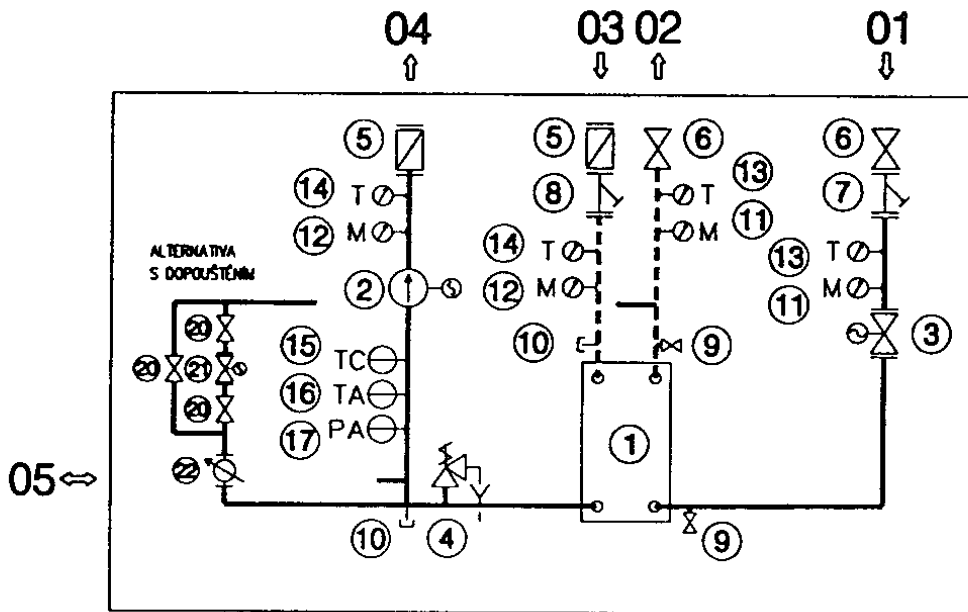 04 03 02 01
5 5 6 6
14 T 8 13 T 7
12 M 14 T 11 M 13 T
ALTERNATIVA
S DOPOUŠTĚNÍM
2 12 M 11 M
20 10 9 3
15 TC
20 21
16 TA
20
17 PA 1
05 22
10 4 9